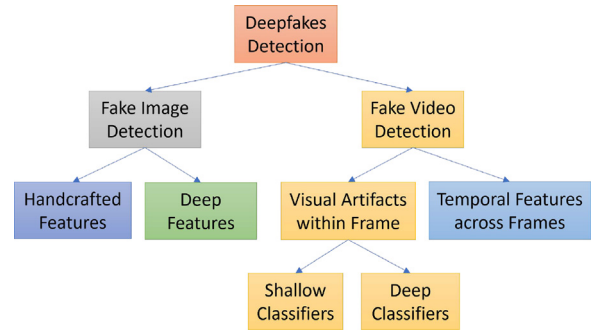 Deepfakes
Detection
Fake Image
Detection
Fake Video
Detection
Handcrafted
Features
Deep
Features
Visual Artifacts
within Frame
Temporal Features
across Frames
Shallow
Classifiers
Deep
Classifiers